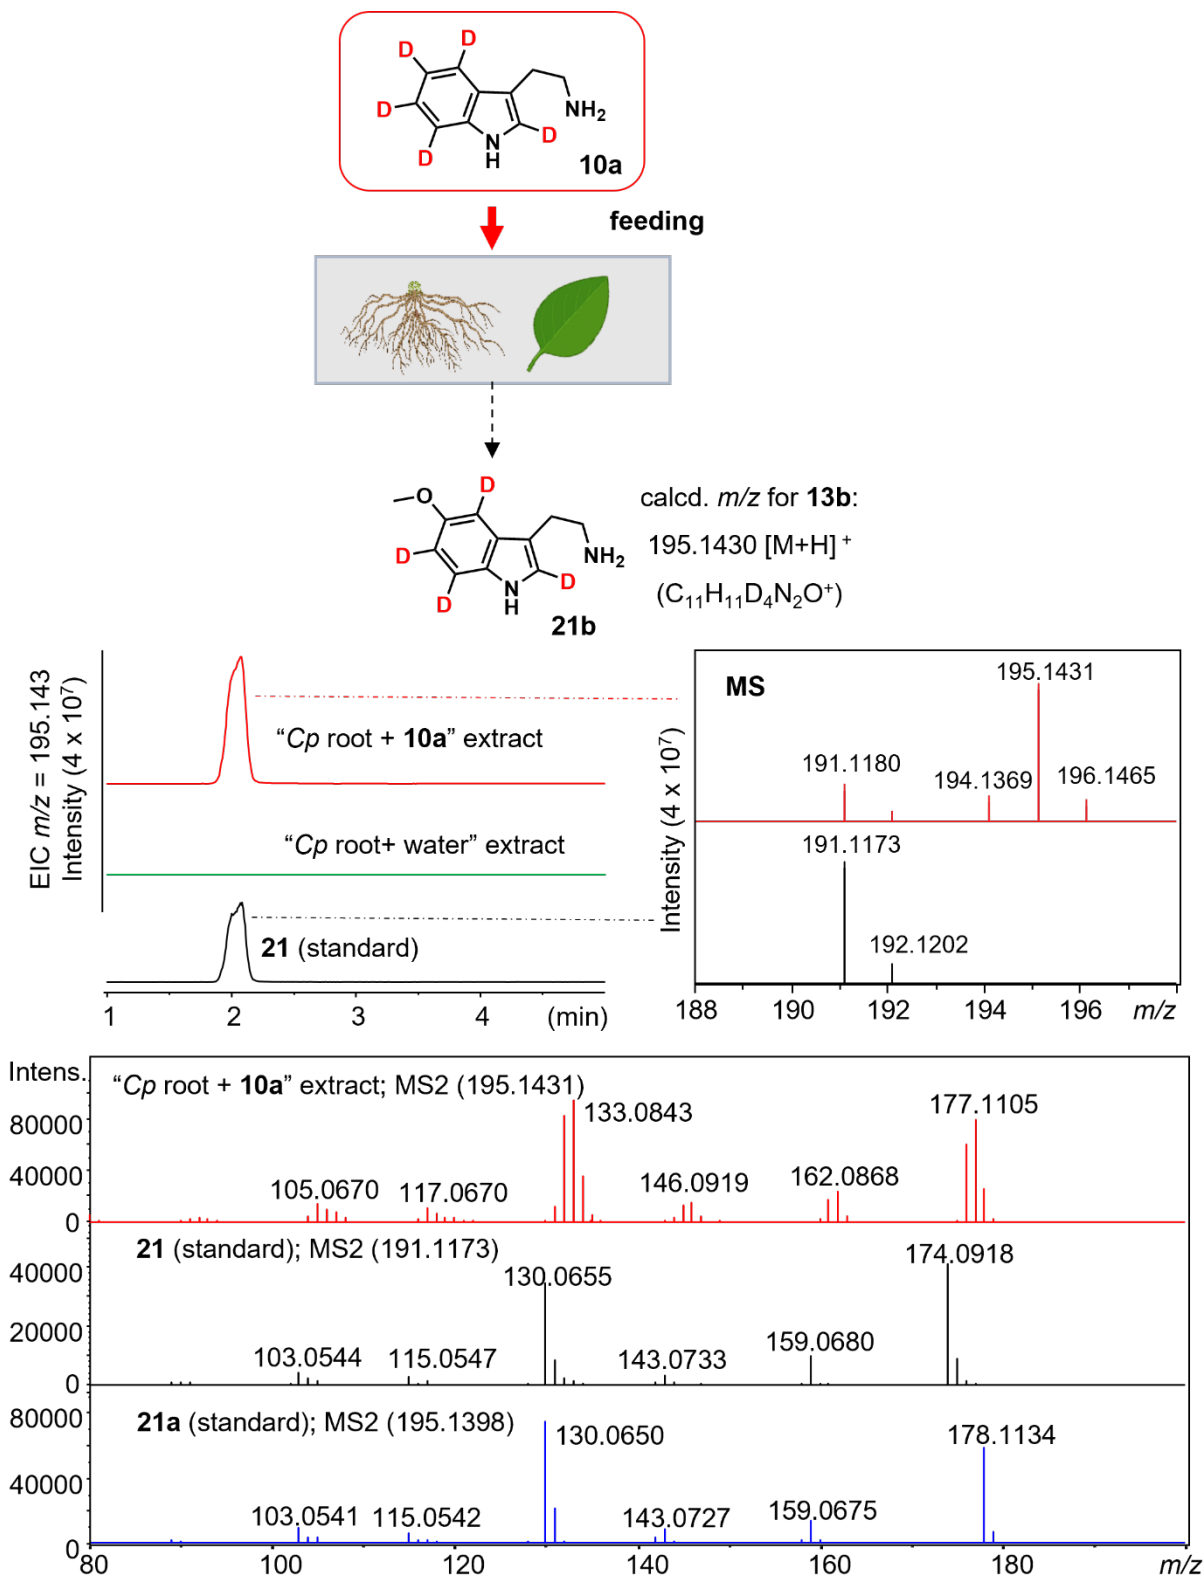 D
D
D
D
D
N
H
NH2
10a
feeding
O
D
D
D
D
N
H
NH2
21b
calcd. m/z for 13b:
195.1430 [M+H] +
(C11H11D4N2O+)
EIC m/z = 195.143
Intensity (4 x 10^7)
"Cp root + 10a" extract
"Cp root+ water" extract
21 (standard)
1 2 3 4 (min)
MS
Intensity (4 x 10^7)
195.1431
191.1180
194.1369
196.1465
191.1173
192.1202
188 190 192 194 196 m/z
Intens.
"Cp root + 10a" extract; MS2 (195.1431)
80000
40000
0
105.0670
117.0670
133.0843
146.0919
162.0868
177.1105
21 (standard); MS2 (191.1173)
40000
20000
0
103.0544
115.0547
130.0655
143.0733
159.0680
174.0918
21a (standard); MS2 (195.1398)
80000
40000
0
103.0541
115.0542
130.0650
143.0727
159.0675
178.1134
80 100 120 140 160 180 m/z